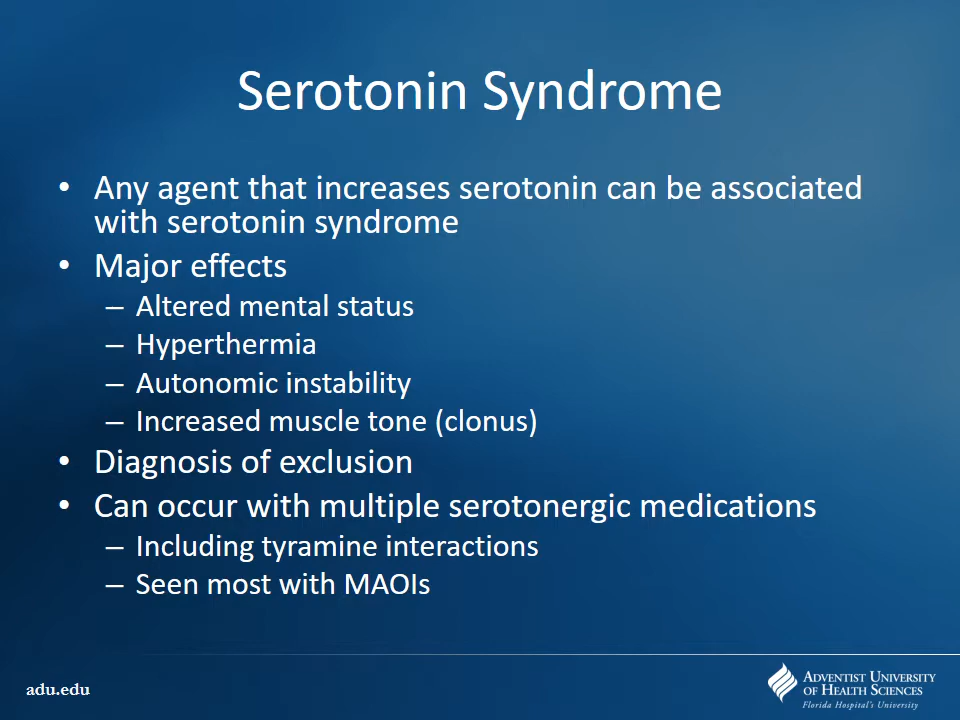 Serotonin Syndrome
• Any agent that increases serotonin can be associated
with serotonin syndrome
• Major effects
– Altered mental status
– Hyperthermia
– Autonomic instability
– Increased muscle tone (clonus)
• Diagnosis of exclusion
• Can occur with multiple serotonergic medications
– Including tyramine interactions
– Seen most with MAOIs
adu.edu
ADVENTIST UNIVERSITY
OF HEALTH SCIENCES
Florida Hospital's University